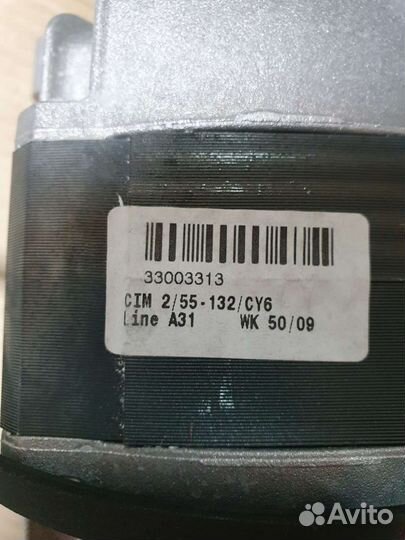 33003313
CIM 2/55-132/CY6
Line A31 WK 50/09
Avito